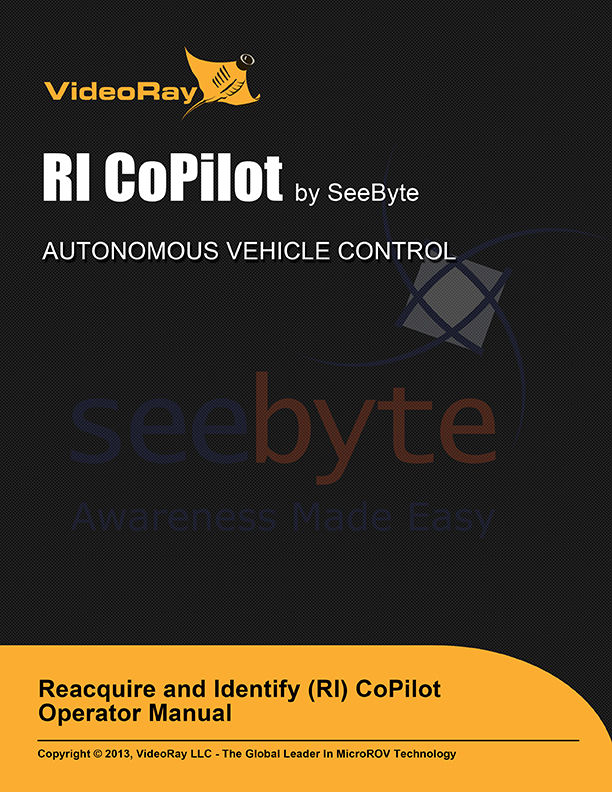 VideoRay
RI CoPilot by SeeByte
AUTONOMOUS VEHICLE CONTROL
seebyte
Awareness Made Easy
Reacquire and Identify (RI) CoPilot
Operator Manual
Copyright © 2013, VideoRay LLC - The Global Leader In MicroROV Technology